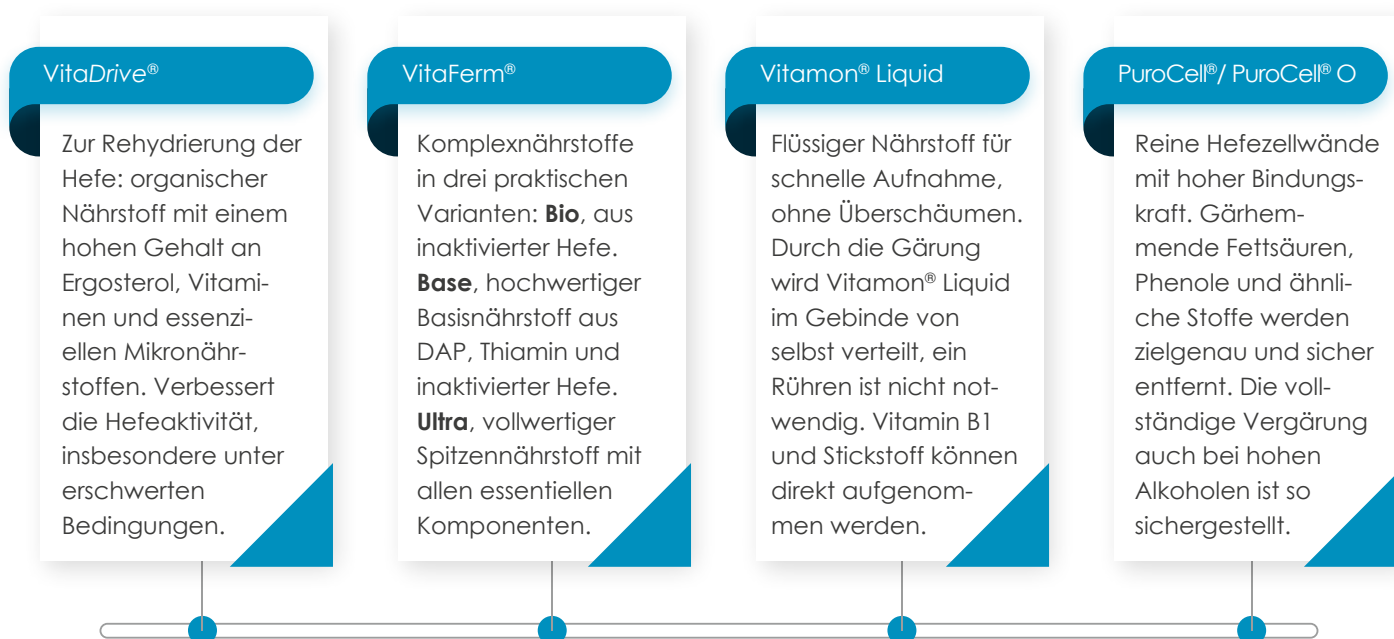 VitaDrive®
Zur Rehydrierung der
Hefe: organischer
Nährstoff mit einem
hohen Gehalt an
Ergosterol, Vitami-
nen und essenzi-
ellen Mikronähr-
stoffen. Verbessert
die Hefeaktivität,
insbesondere unter
erschwerten
Bedingungen.
VitaFerm®
Komplexnährstoffe
in drei praktischen
Varianten: Bio, aus
inaktivierter Hefe.
Base, hochwertiger
Basisnährstoff aus
DAP, Thiamin und
inaktivierter Hefe.
Ultra, vollwertiger
Spitzennährstoff mit
allen essentiellen
Komponenten.
Vitamon® Liquid
Flüssiger Nährstoff für
schnelle Aufnahme,
ohne Überschäumen.
Durch die Gärung
wird Vitamon® Liquid
im Gebinde von
selbst verteilt, ein
Rühren ist nicht not-
wendig. Vitamin B1
und Stickstoff können
direkt aufgenom-
men werden.
PuroCell®/ PuroCell® O
Reine Hefezellwände
mit hoher Bindungs-
kraft. Gärhem-
mende Fettsäuren,
Phenole und ähnli-
che Stoffe werden
zielgenau und sicher
entfernt. Die voll-
ständige Vergärung
auch bei hohen
Alkoholen ist so
sichergestellt.